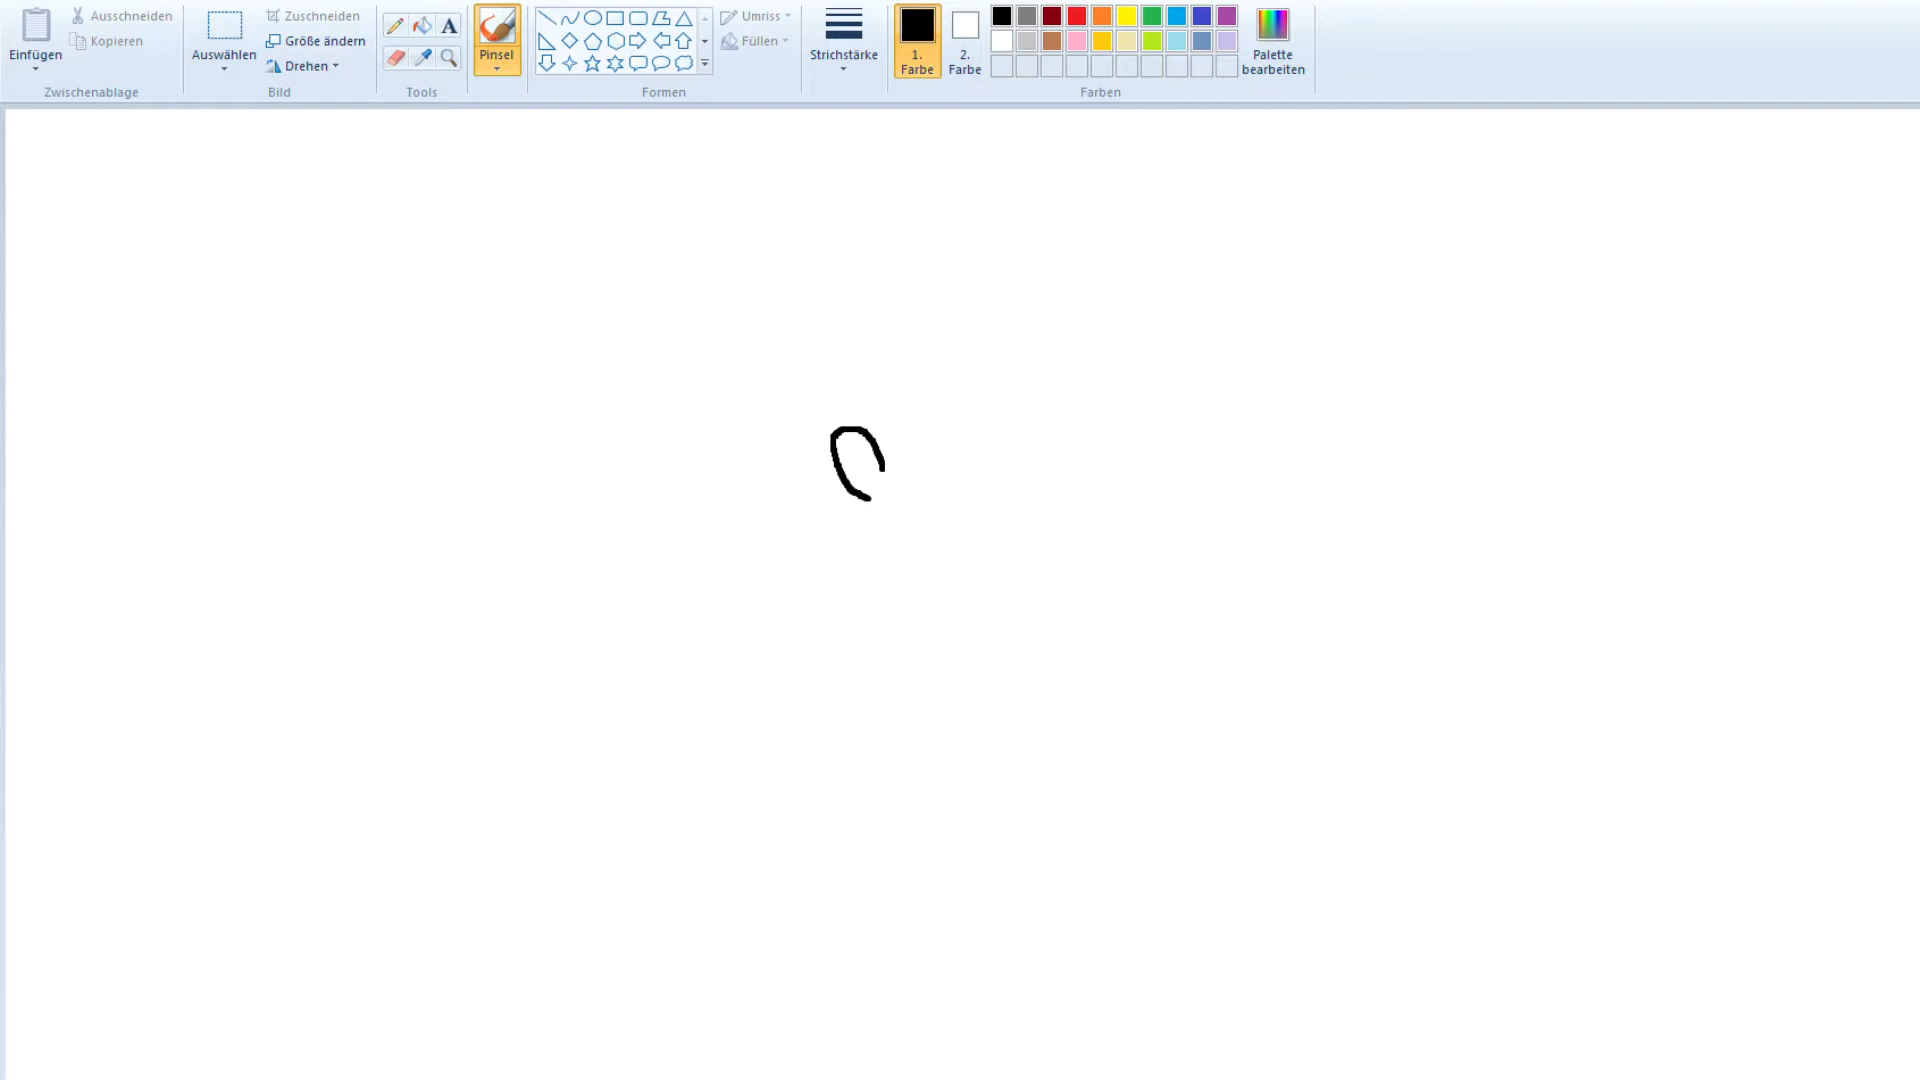 Einfügen
Ausschneiden
Kopieren
Zwischenablage
Auswählen
Zuschneiden
Größe ändern
Drehen
Bild
A
Tools
Pinsel
Formen
Umriss
Füllen
Strichstärke
1.
Farbe
2.
Farbe
Farben
Palette
bearbeiten